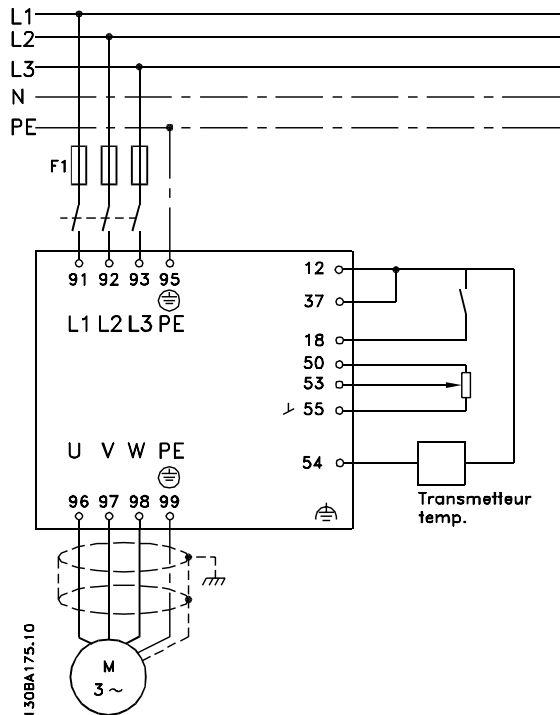 L1
L2
L3
N
PE
F1
91 92 93 95
L1 L2 L3 PE
12
37
18
50
53
55
54
Transmetteur
temp.
U V W PE
96 97 98 99
M
3 ~
130BA175.10